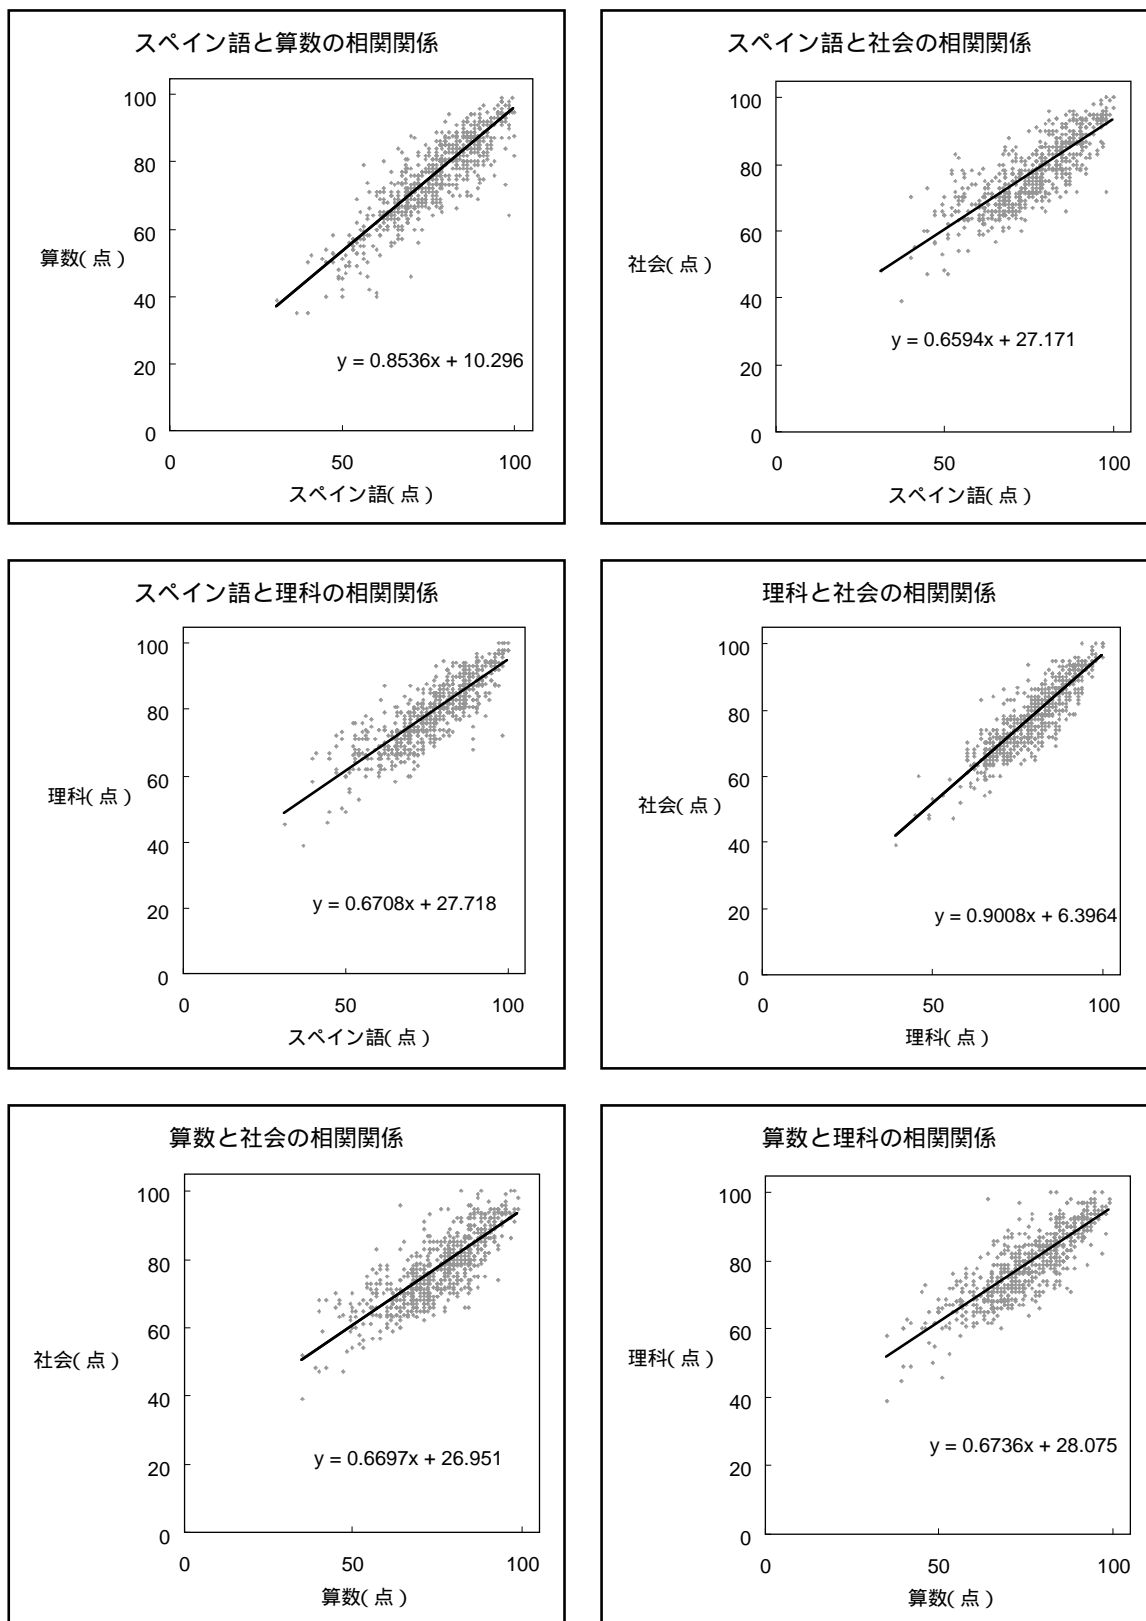 スペイン語と算数の相関関係
100
80
60
算数(点)
40
y = 0.8536x + 10.296
20
0
0 50 100
スペイン語(点)
スペイン語と社会の相関関係
100
80
60
社会(点)
40
y = 0.6594x + 27.171
20
0
0 50 100
スペイン語(点)
スペイン語と理科の相関関係
100
80
60
理科(点)
40
y = 0.6708x + 27.718
20
0
0 50 100
スペイン語(点)
理科と社会の相関関係
100
80
60
社会(点)
40
y = 0.9008x + 6.3964
20
0
0 50 100
理科(点)
算数と社会の相関関係
100
80
60
社会(点)
40
y = 0.6697x + 26.951
20
0
0 50 100
算数(点)
算数と理科の相関関係
100
80
60
理科(点)
40
y = 0.6736x + 28.075
20
0
0 50 100
算数(点)